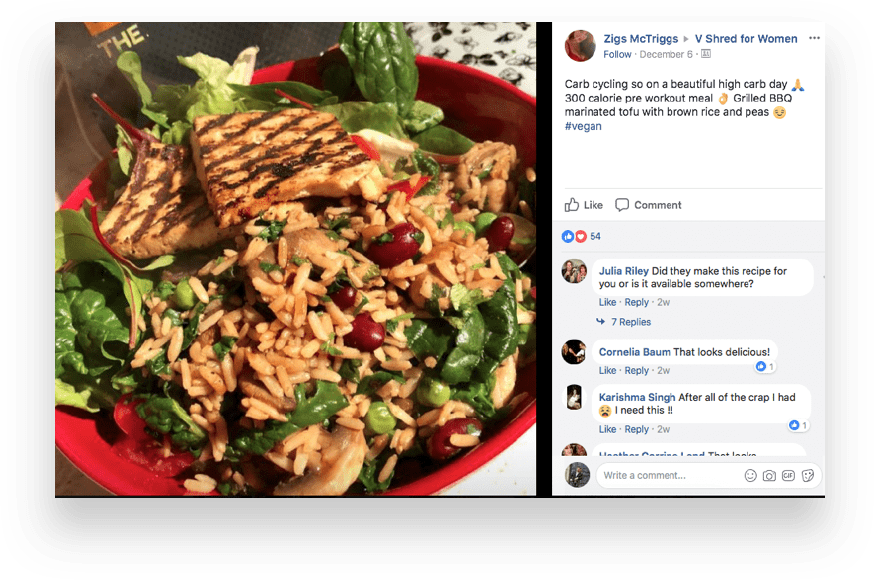 THE.
Zigs McTriggs ▸ V Shred for Women
Follow · December 6 ·
Carb cycling so on a beautiful high carb day 🙏
300 calorie pre workout meal 👌 Grilled BBQ
marinated tofu with brown rice and peas 😏
#vegan
Like Comment
54
Julia Riley Did they make this recipe for
you or is it available somewhere?
Like · Reply · 2w
7 Replies
Cornelia Baum That looks delicious!
1
Like · Reply · 2w
Karishma Singh After all of the crap I had
😫 I need this !!
1
Like · Reply · 2w
That looks
Write a comment...
GIF